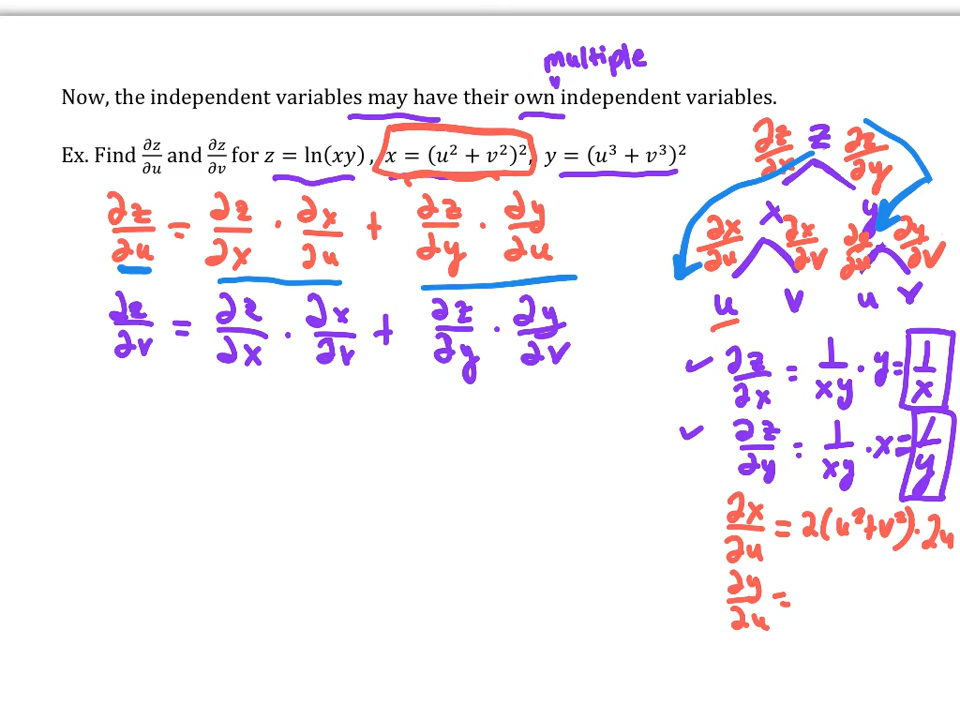 multiple
Now, the independent variables may have their own independent variables.
Ex. Find ∂z/∂u and ∂z/∂v for z = ln(xy) , x = (u² + v²)², y = (u³ + v³)²
∂z/∂u = ∂z/∂x · ∂x/∂u + ∂z/∂y · ∂y/∂u
∂z/∂v = ∂z/∂x · ∂x/∂v + ∂z/∂y · ∂y/∂v
∂z/∂x z ∂z/∂y
x y
∂x/∂u ∂x/∂v ∂y/∂v
u v u v
✓ ∂z/∂x = 1/xy · y = 1/x
✓ ∂z/∂y = 1/xy · x = 1/y
∂x/∂u = 2(u²+v²) · 2u
∂y/∂u =